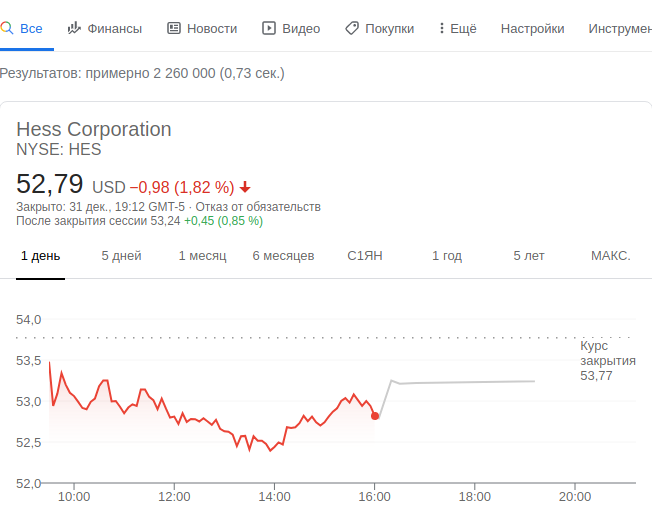 Все Финансы Новости Видео Покупки Ещё Настройки Инструмен
Результатов: примерно 2 260 000 (0,73 сек.)
Hess Corporation
NYSE: HES
52,79 USD −0,98 (1,82 %)
Закрыто: 31 дек., 19:12 GMT-5 · Отказ от обязательств
После закрытия сессии 53,24 +0,45 (0,85 %)
1 день 5 дней 1 месяц 6 месяцев С1ЯН 1 год 5 лет МАКС.
54,0
Курс
закрытия
53,77
53,5
53,0
52,5
52,0
10:00 12:00 14:00 16:00 18:00 20:00